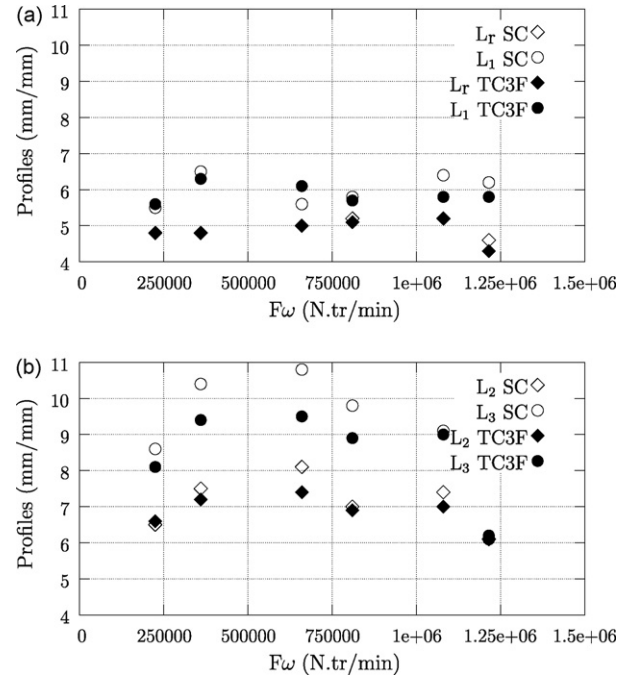 (a)
11
10
9
8
7
6
5
4
Profiles (mm/mm)
Lr SC
L1 SC
Lr TC3F
L1 TC3F
0 250000 500000 750000 1e+06 1.25e+06 1.5e+06
Fω (N.tr/min)
(b)
11
10
9
8
7
6
5
4
Profiles (mm/mm)
L2 SC
L3 SC
L2 TC3F
L3 TC3F
0 250000 500000 750000 1e+06 1.25e+06 1.5e+06
Fω (N.tr/min)